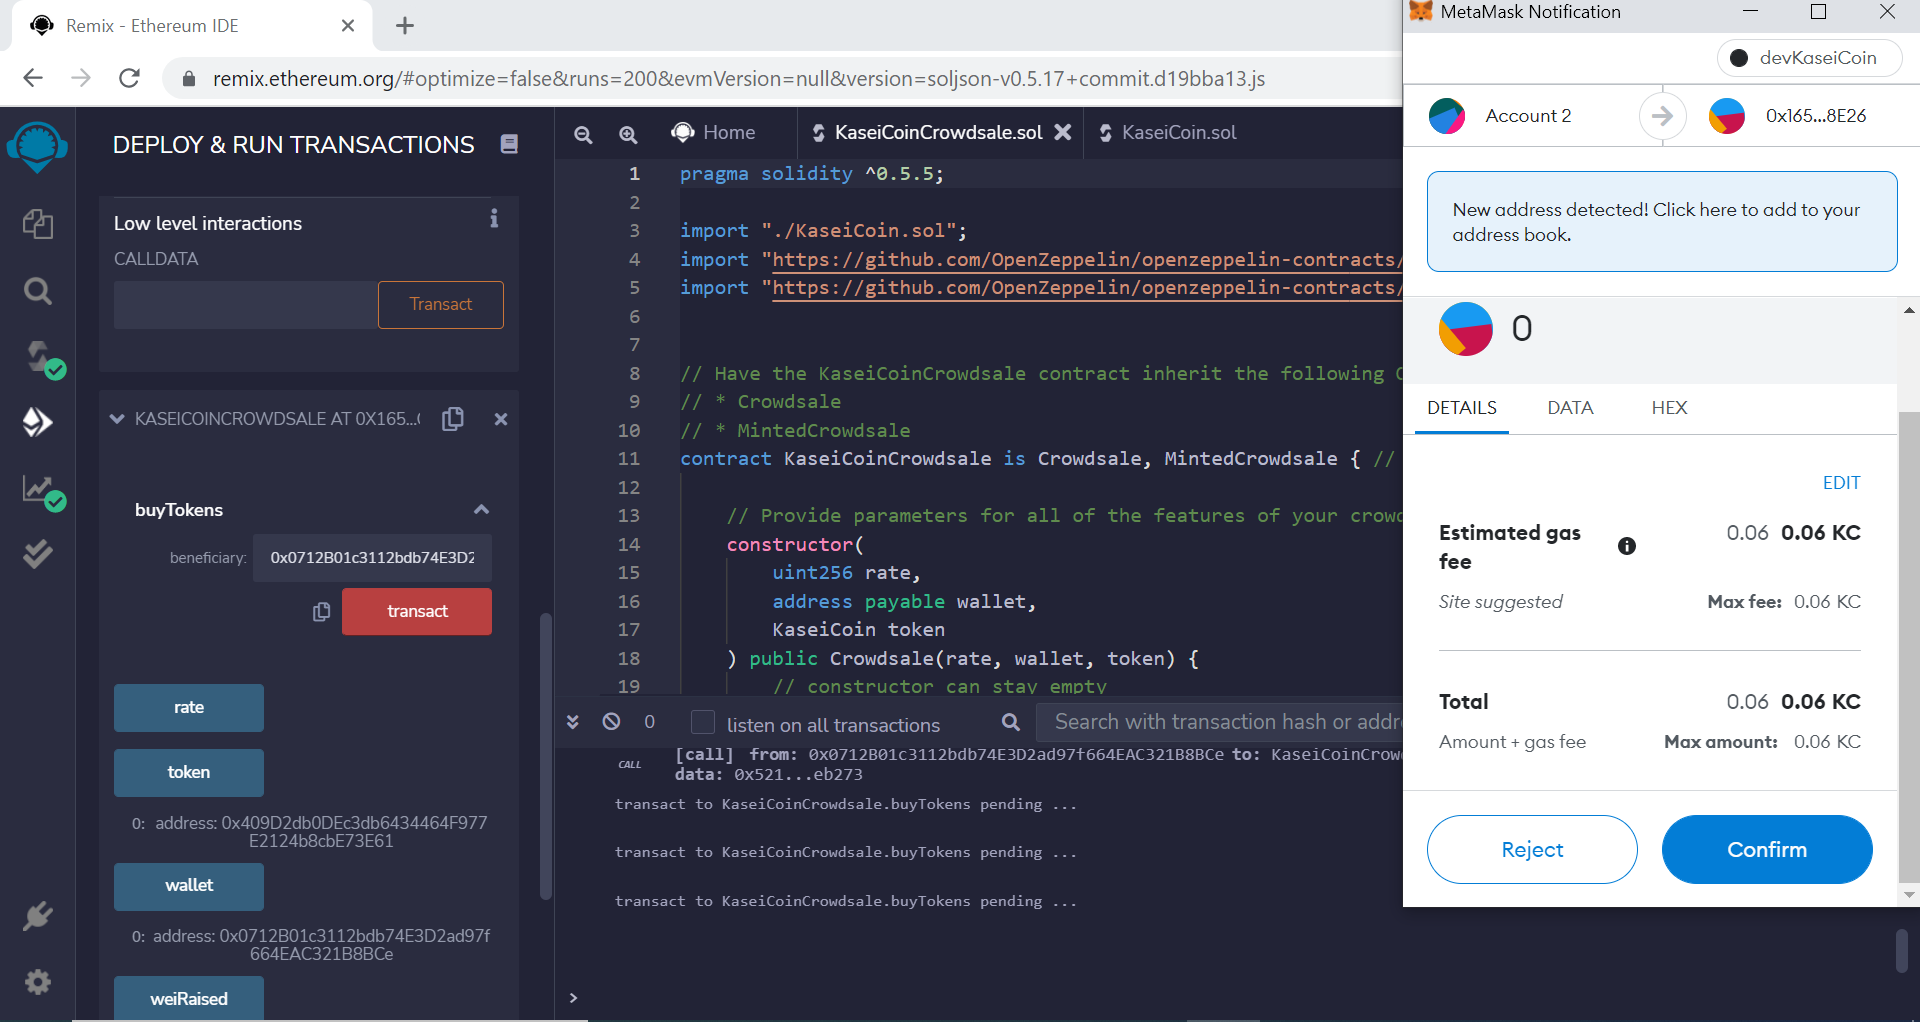 Remix - Ethereum IDE
remix.ethereum.org/#optimize=false&runs=200&evmVersion=null&version=soljson-v0.5.17+commit.d19bba13.js
DEPLOY & RUN TRANSACTIONS
Low level interactions
CALLDATA
Transact
KASEICOINCROWDSALE AT 0X165...(
buyTokens
beneficiary:
0x0712B01c3112bdb74E3D2
transact
rate
token
0: address: 0x409D2db0DEc3db6434464F977
E2124b8cbE73E61
wallet
0: address: 0x0712B01c3112bdb74E3D2ad97f
664EAC321B8BCe
weiRaised
Home
KaseiCoinCrowdsale.sol
KaseiCoin.sol
1 pragma solidity ^0.5.5;
2
3 import "./KaseiCoin.sol";
4 import "https://github.com/OpenZeppelin/openzeppelin-contracts/
5 import "https://github.com/OpenZeppelin/openzeppelin-contracts/
6
7
8 // Have the KaseiCoinCrowdsale contract inherit the following
9 // * Crowdsale
10 // * MintedCrowdsale
11 contract KaseiCoinCrowdsale is Crowdsale, MintedCrowdsale { //
12
13 // Provide parameters for all of the features of your crowd
14 constructor(
15 uint256 rate,
16 address payable wallet,
17 KaseiCoin token
18 ) public Crowdsale(rate, wallet, token) {
19 // constructor can stay empty
0
listen on all transactions
Search with transaction hash or addre
CALL
[call] from: 0x0712B01c3112bdb74E3D2ad97f664EAC321B8BCe to: KaseiCoinCrow
data: 0x521...eb273
transact to KaseiCoinCrowdsale.buyTokens pending ...
transact to KaseiCoinCrowdsale.buyTokens pending ...
transact to KaseiCoinCrowdsale.buyTokens pending ...
>
MetaMask Notification
devKaseiCoin
Account 2
0x165...8E26
New address detected! Click here to add to your
address book.
0
DETAILS
DATA
HEX
EDIT
Estimated gas
fee
0.06 0.06 KC
Site suggested
Max fee: 0.06 KC
Total
0.06 0.06 KC
Amount + gas fee
Max amount: 0.06 KC
Reject
Confirm